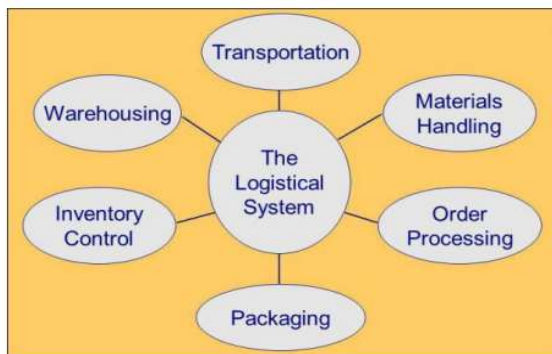 Transportation
Warehousing
Materials
Handling
The
Logistical
System
Inventory
Control
Order
Processing
Packaging